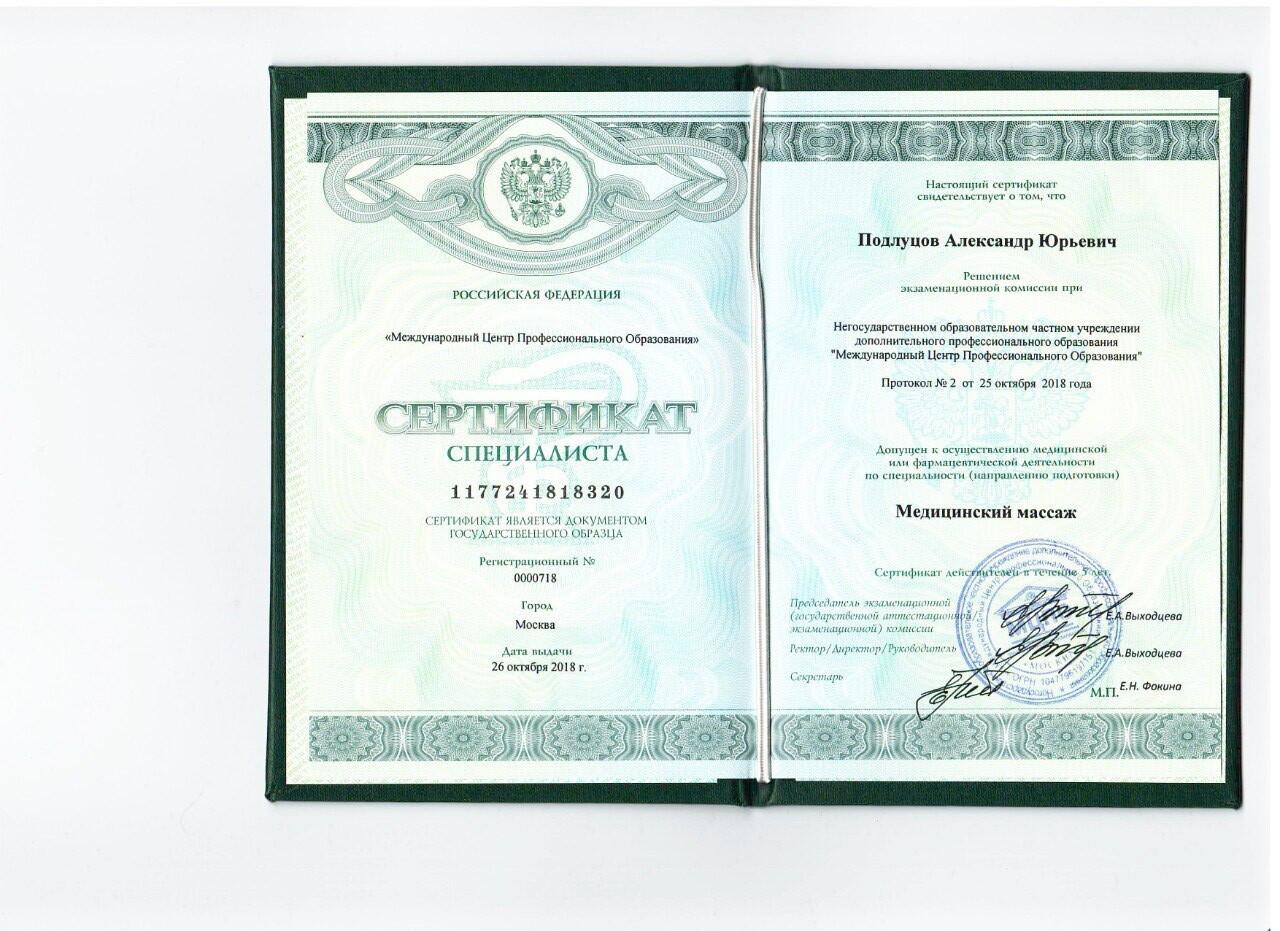 РОССИЙСКАЯ ФЕДЕРАЦИЯ
«Международный Центр Профессионального Образования»
СЕРТИФИКАТ
СПЕЦИАЛИСТА
1177241818320
СЕРТИФИКАТ ЯВЛЯЕТСЯ ДОКУМЕНТОМ
ГОСУДАРСТВЕННОГО ОБРАЗЦА
Регистрационный №
0000718
Город
Москва
Дата выдачи
26 октября 2018 г.
Настоящий сертификат
свидетельствует о том, что
Подлуцов Александр Юрьевич
Решением
экзаменационной комиссии при
Негосударственном образовательном частном учреждении
дополнительного профессионального образования
"Международный Центр Профессионального Образования"
Протокол № 2 от 25 октября 2018 года
Допущен к осуществлению медицинской
или фармацевтической деятельности
по специальности (направлению подготовки)
Медицинский массаж
Сертификат действителен в течение 5 лет.
Председатель экзаменационной
(государственной аттестационной/
экзаменационной) комиссии
Е.А.Выходцева
Ректор/Директор/Руководитель
Е.А.Выходцева
Секретарь
М.П.
Е.Н. Фокина